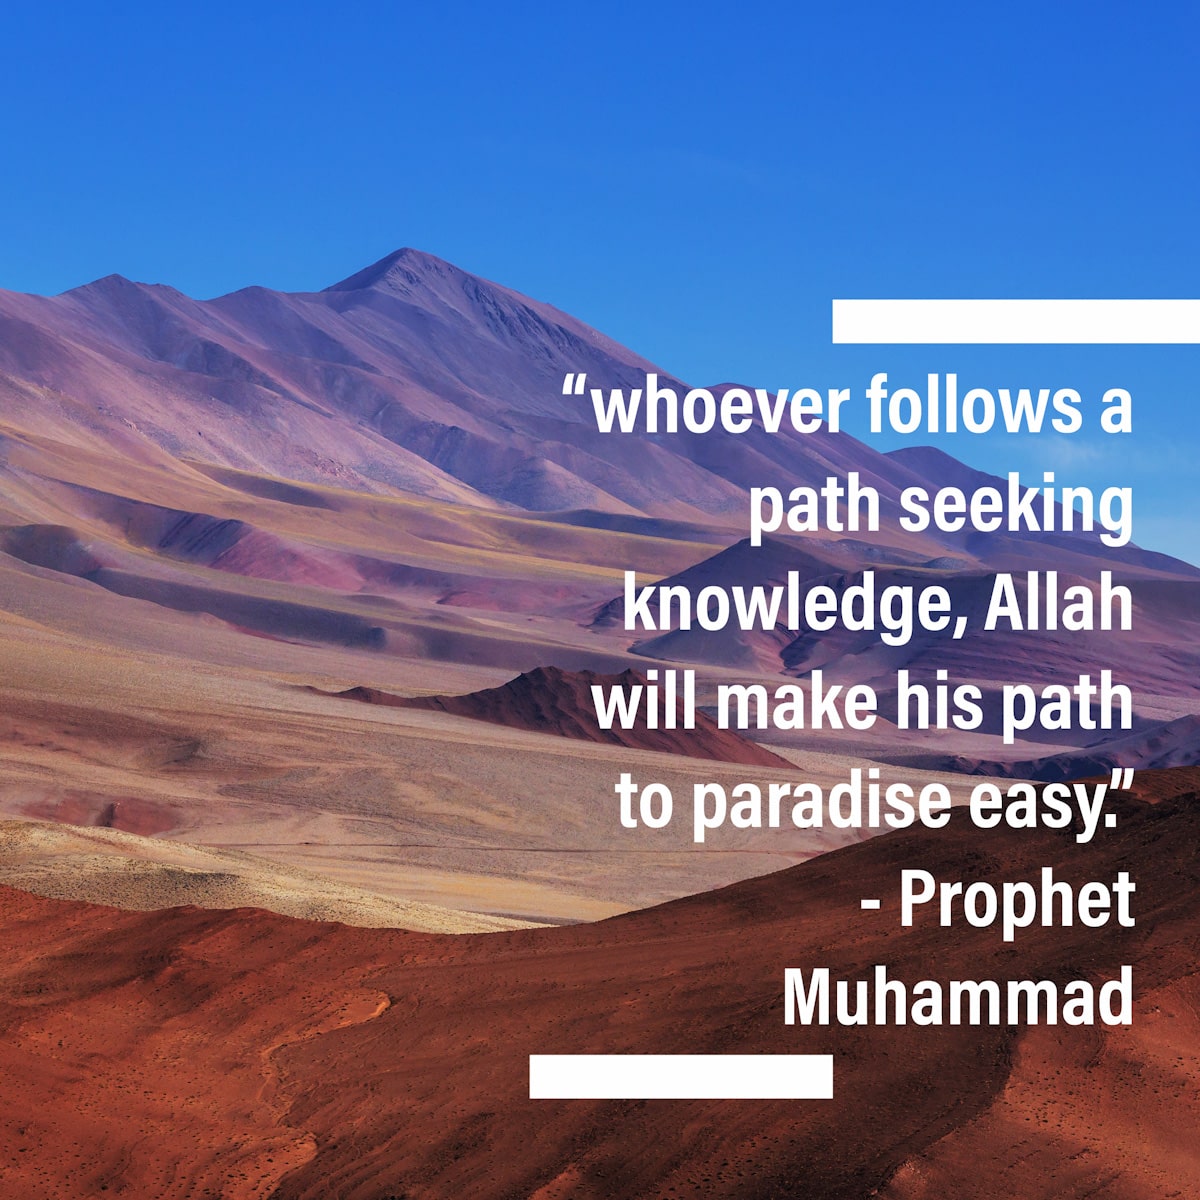 “whoever follows a
path seeking
knowledge, Allah
will make his path
to paradise easy.”
- Prophet
Muhammad